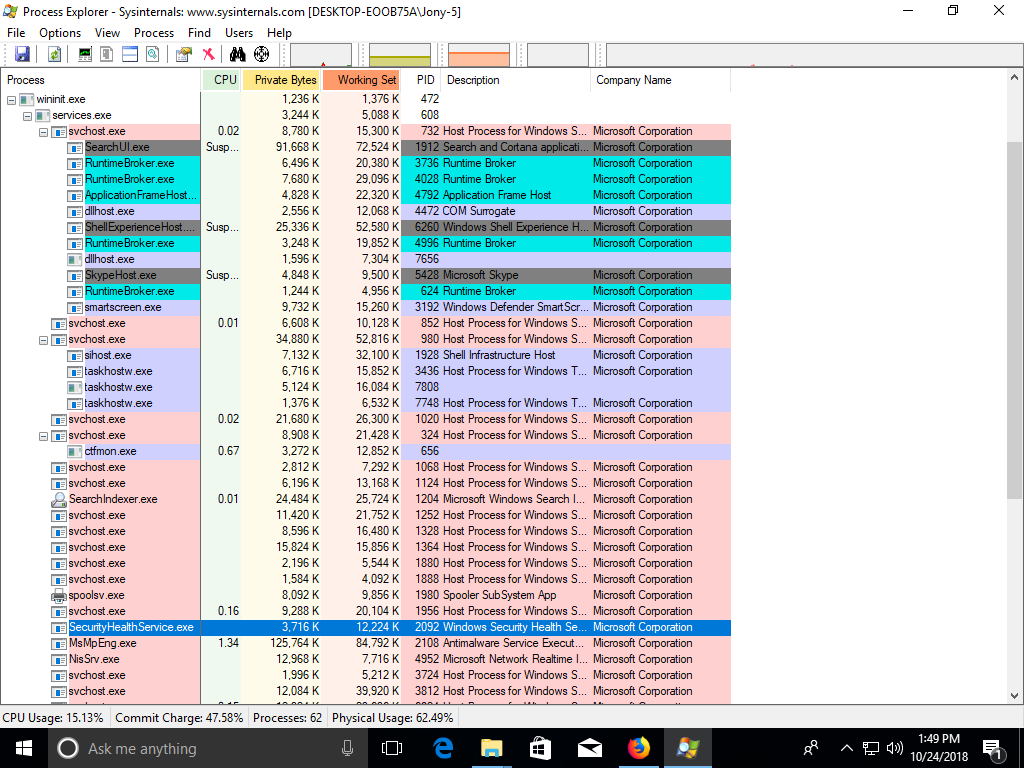 Process Explorer - Sysinternals: www.sysinternals.com [DESKTOP-EOOB75A\Jony-5]
File Options View Process Find Users Help
Process CPU Private Bytes Working Set PID Description Company Name
wininit.exe 1,236 K 1,376 K 472
services.exe 3,244 K 5,088 K 608
svchost.exe 0.02 8,780 K 15,300 K 732 Host Process for Windows S... Microsoft Corporation
SearchUI.exe Susp... 91,668 K 72,524 K 1912 Search and Cortana applicati... Microsoft Corporation
RuntimeBroker.exe 6,496 K 20,380 K 3736 Runtime Broker Microsoft Corporation
RuntimeBroker.exe 7,680 K 29,096 K 4028 Runtime Broker Microsoft Corporation
ApplicationFrameHost... 4,828 K 22,320 K 4792 Application Frame Host Microsoft Corporation
dllhost.exe 2,556 K 12,068 K 4472 COM Surrogate Microsoft Corporation
ShellExperienceHost.... Susp... 25,336 K 52,580 K 6260 Windows Shell Experience H... Microsoft Corporation
RuntimeBroker.exe 3,248 K 19,852 K 4996 Runtime Broker Microsoft Corporation
dllhost.exe 1,596 K 7,304 K 7656
SkypeHost.exe Susp... 4,848 K 9,500 K 5428 Microsoft Skype Microsoft Corporation
RuntimeBroker.exe 1,244 K 4,956 K 624 Runtime Broker Microsoft Corporation
smartscreen.exe 9,732 K 15,260 K 3192 Windows Defender SmartScr... Microsoft Corporation
svchost.exe 0.01 6,608 K 10,128 K 852 Host Process for Windows S... Microsoft Corporation
svchost.exe 34,880 K 52,816 K 980 Host Process for Windows S... Microsoft Corporation
sihost.exe 7,132 K 32,100 K 1928 Shell Infrastructure Host Microsoft Corporation
taskhostw.exe 6,716 K 15,852 K 3436 Host Process for Windows T... Microsoft Corporation
taskhostw.exe 5,124 K 16,084 K 7808
taskhostw.exe 1,376 K 6,532 K 7748 Host Process for Windows T... Microsoft Corporation
svchost.exe 0.02 21,680 K 26,300 K 1020 Host Process for Windows S... Microsoft Corporation
svchost.exe 8,908 K 21,428 K 324 Host Process for Windows S... Microsoft Corporation
ctfmon.exe 0.67 3,272 K 12,852 K 656
svchost.exe 2,812 K 7,292 K 1068 Host Process for Windows S... Microsoft Corporation
svchost.exe 6,196 K 13,168 K 1124 Host Process for Windows S... Microsoft Corporation
SearchIndexer.exe 0.01 24,484 K 25,724 K 1204 Microsoft Windows Search I... Microsoft Corporation
svchost.exe 11,420 K 21,752 K 1252 Host Process for Windows S... Microsoft Corporation
svchost.exe 8,596 K 16,480 K 1328 Host Process for Windows S... Microsoft Corporation
svchost.exe 15,824 K 15,856 K 1364 Host Process for Windows S... Microsoft Corporation
svchost.exe 2,196 K 5,544 K 1880 Host Process for Windows S... Microsoft Corporation
svchost.exe 1,584 K 4,092 K 1888 Host Process for Windows S... Microsoft Corporation
spoolsv.exe 8,092 K 9,856 K 1980 Spooler SubSystem App Microsoft Corporation
svchost.exe 0.16 9,288 K 20,104 K 1956 Host Process for Windows S... Microsoft Corporation
SecurityHealthService.exe 3,716 K 12,224 K 2092 Windows Security Health Se... Microsoft Corporation
MsMpEng.exe 1.34 125,764 K 84,792 K 2108 Antimalware Service Execut... Microsoft Corporation
NisSrv.exe 12,968 K 7,716 K 4952 Microsoft Network Realtime I... Microsoft Corporation
svchost.exe 1,996 K 5,212 K 3724 Host Process for Windows S... Microsoft Corporation
svchost.exe 12,084 K 39,920 K 3812 Host Process for Windows S... Microsoft Corporation
CPU Usage: 15.13% Commit Charge: 47.58% Processes: 62 Physical Usage: 62.49%
Ask me anything
1:49 PM
10/24/2018
1